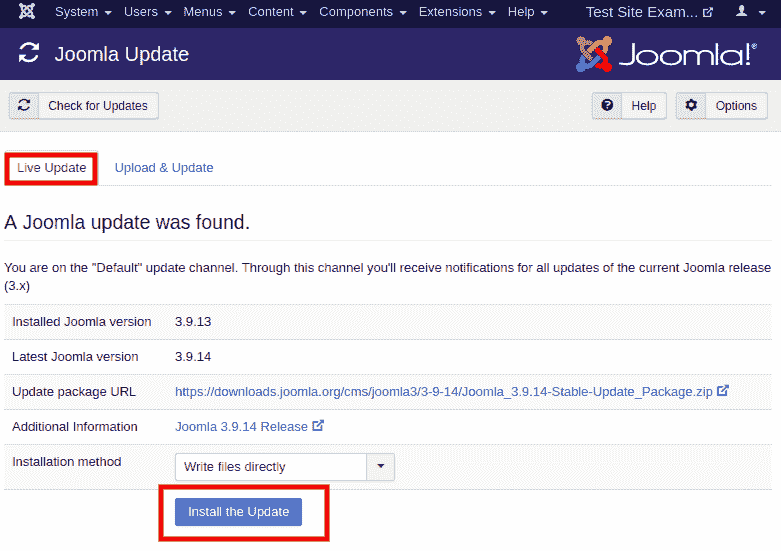 System Users Menus Content Components Extensions Help Test Site Exam...
Joomla Update
Joomla!®
Check for Updates Help Options
Live Update Upload & Update
A Joomla update was found.
You are on the "Default" update channel. Through this channel you'll receive notifications for all updates of the current Joomla release
(3.x)
Installed Joomla version 3.9.13
Latest Joomla version 3.9.14
Update package URL https://downloads.joomla.org/cms/joomla3/3-9-14/Joomla_3.9.14-Stable-Update_Package.zip
Additional Information Joomla 3.9.14 Release
Installation method Write files directly
Install the Update